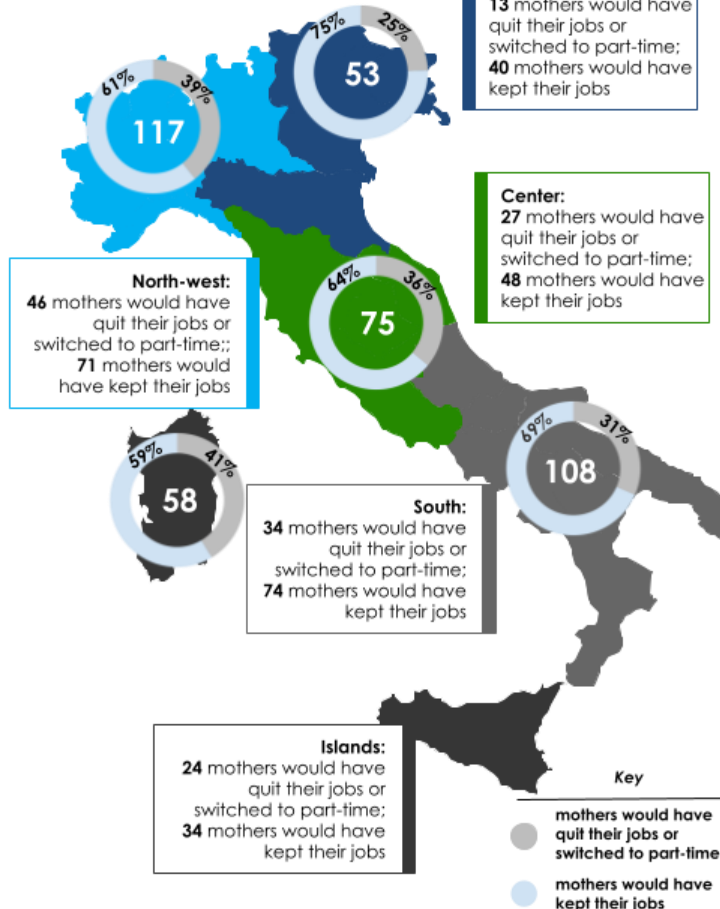 13 mothers would have
quit their jobs or
switched to part-time;
40 mothers would have
kept their jobs
75%
25%
53
61%
39%
117
Center:
27 mothers would have
quit their jobs or
switched to part-time;
48 mothers would have
kept their jobs
64%
36%
75
North-west:
46 mothers would have
quit their jobs or
switched to part-time;;
71 mothers would
have kept their jobs
69%
31%
108
59%
41%
58
South:
34 mothers would have
quit their jobs or
switched to part-time;
74 mothers would have
kept their jobs
Islands:
24 mothers would have
quit their jobs or
switched to part-time;
34 mothers would have
kept their jobs
Key
mothers would have
quit their jobs or
switched to part-time
mothers would have
kept their jobs